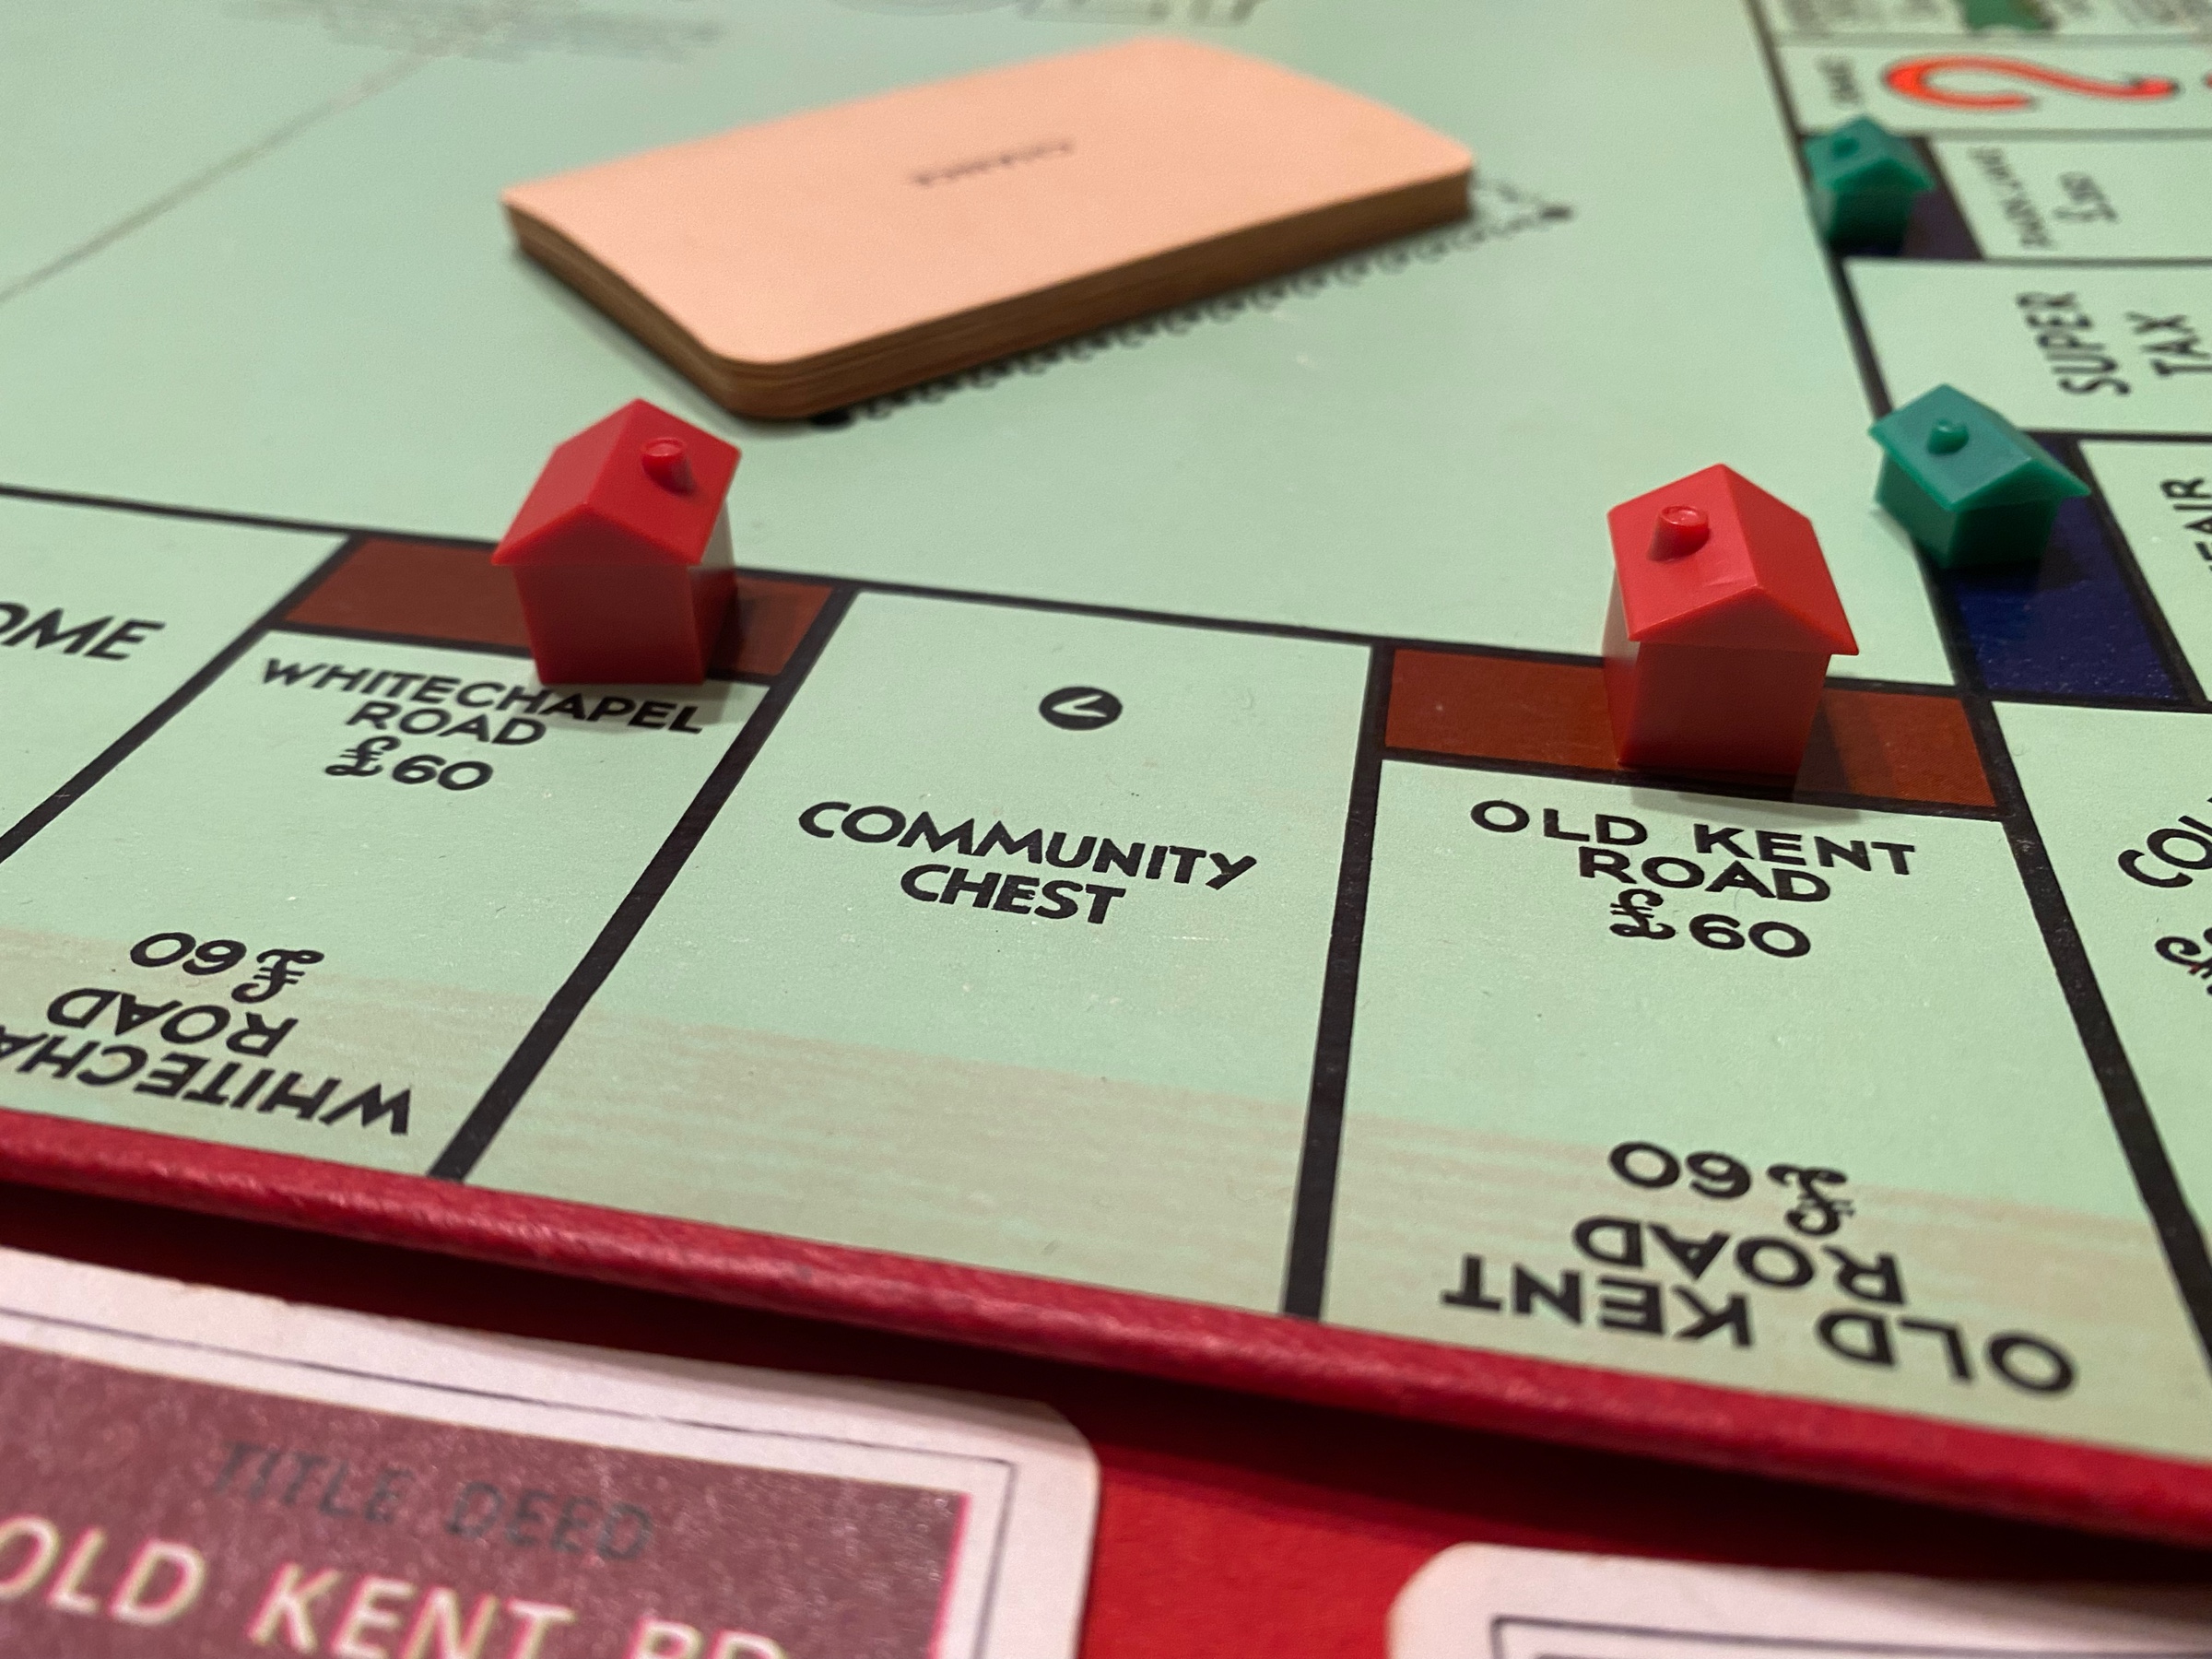 CHANCE
SUPER
TAX
OME
WHITECHAPEL
ROAD
£60
COMMUNITY
CHEST
OLD KENT
ROAD
£60
£60
ROAD
WHITECHA
£60
ROAD
OLD KENT
TITLE DEED
OLD KENT RD